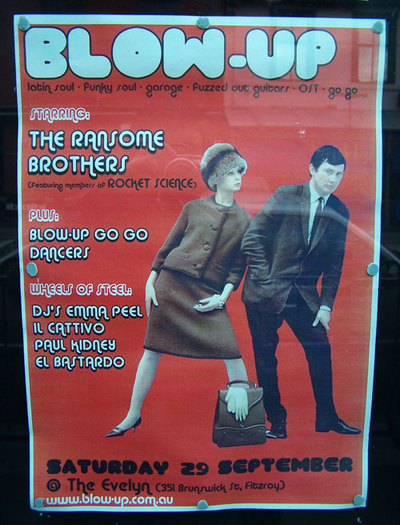 BLOW-UP
latin soul · funky soul · garage · fuzzed out guitars · OST · go go
STARRING:
THE RANSOME
BROTHERS
(featuring members of ROCKET SCIENCE)
PLUS:
BLOW-UP GO GO
DANCERS
WHEELS OF STEEL:
DJ'S EMMA PEEL
IL CATTIVO
PAUL KIDNEY
EL BASTARDO
SATURDAY 29 SEPTEMBER
@ The Evelyn (351 Brunswick St, Fitzroy)
www.blow-up.com.au